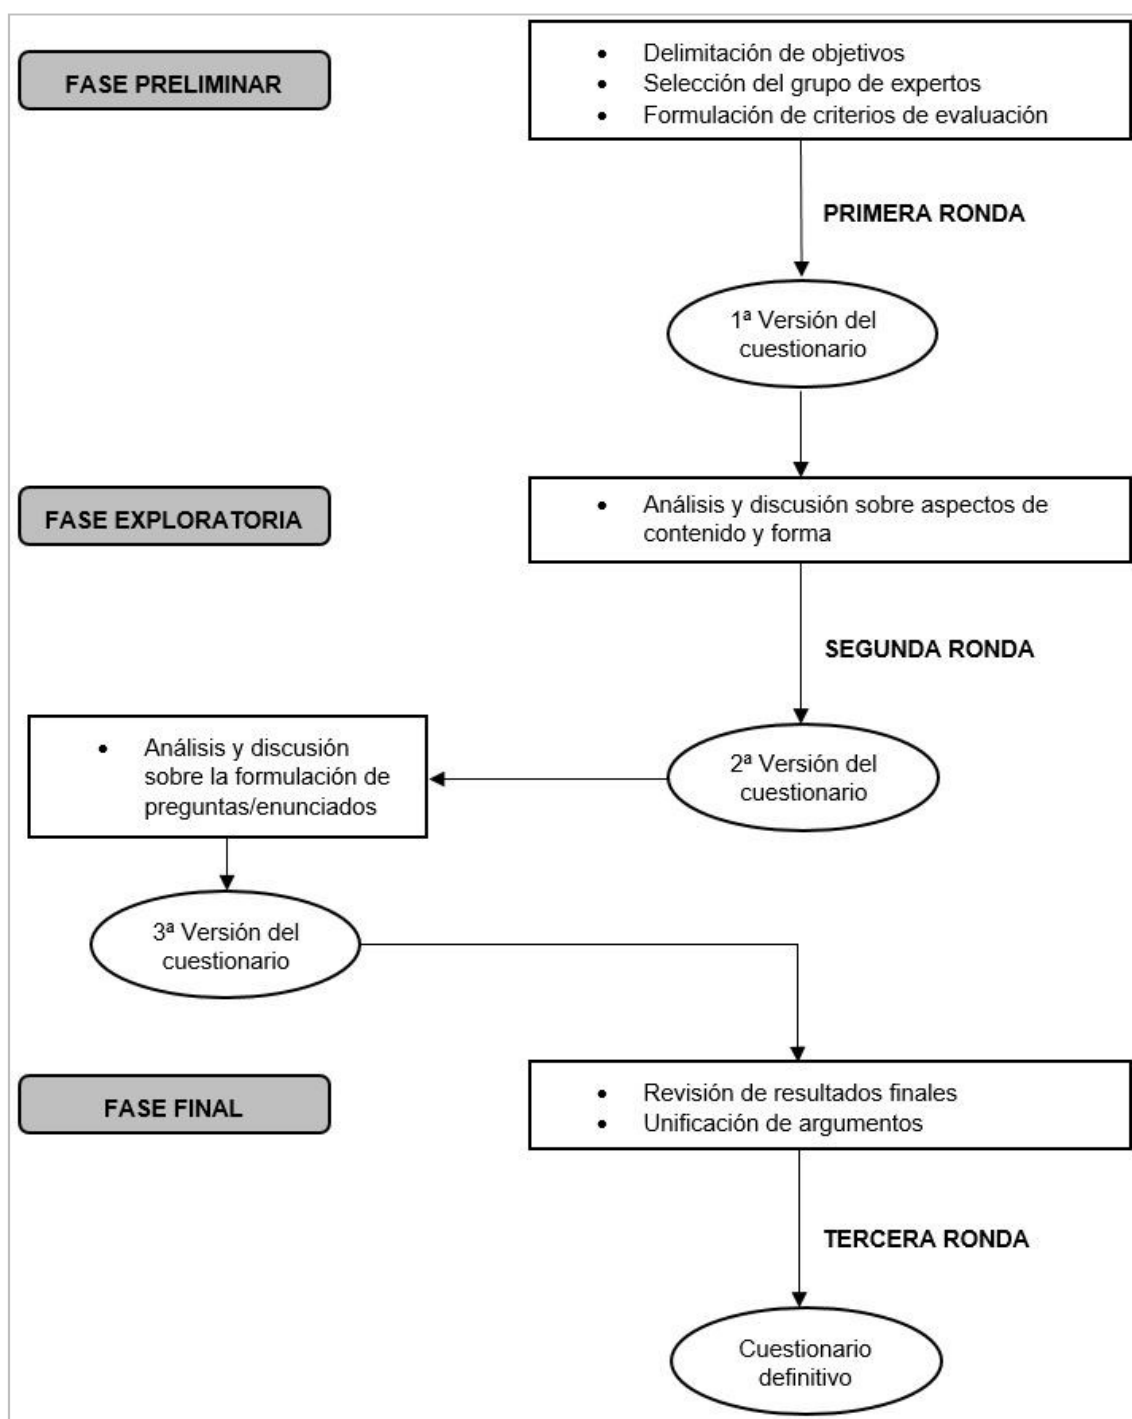 FASE PRELIMINAR
• Delimitación de objetivos
• Selección del grupo de expertos
• Formulación de criterios de evaluación
PRIMERA RONDA
1ª Versión del
cuestionario
FASE EXPLORATORIA
• Análisis y discusión sobre aspectos de
contenido y forma
SEGUNDA RONDA
• Análisis y discusión
sobre la formulación de
preguntas/enunciados
2ª Versión del
cuestionario
3ª Versión del
cuestionario
FASE FINAL
• Revisión de resultados finales
• Unificación de argumentos
TERCERA RONDA
Cuestionario
definitivo